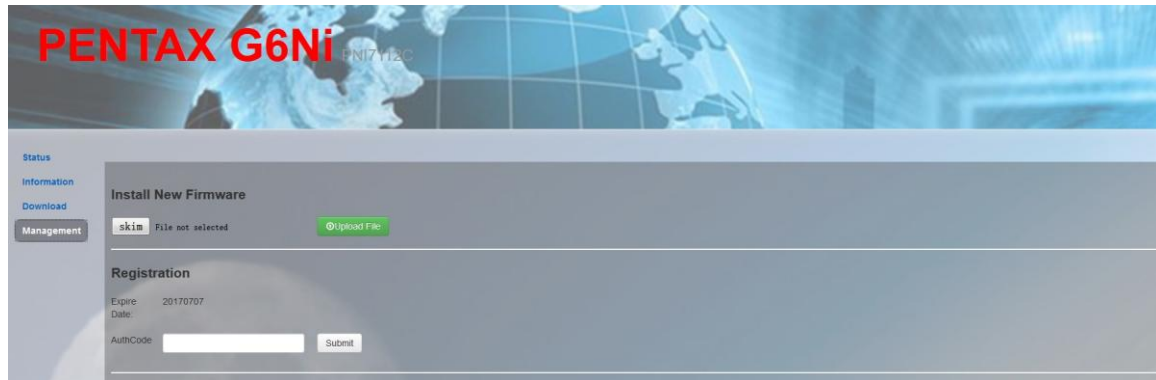 PENTAX G6Ni PNI7112C
Status
Information
Download
Management
Install New Firmware
skim File not selected Upload File
Registration
Expire 20170707
Date:
AuthCode Submit